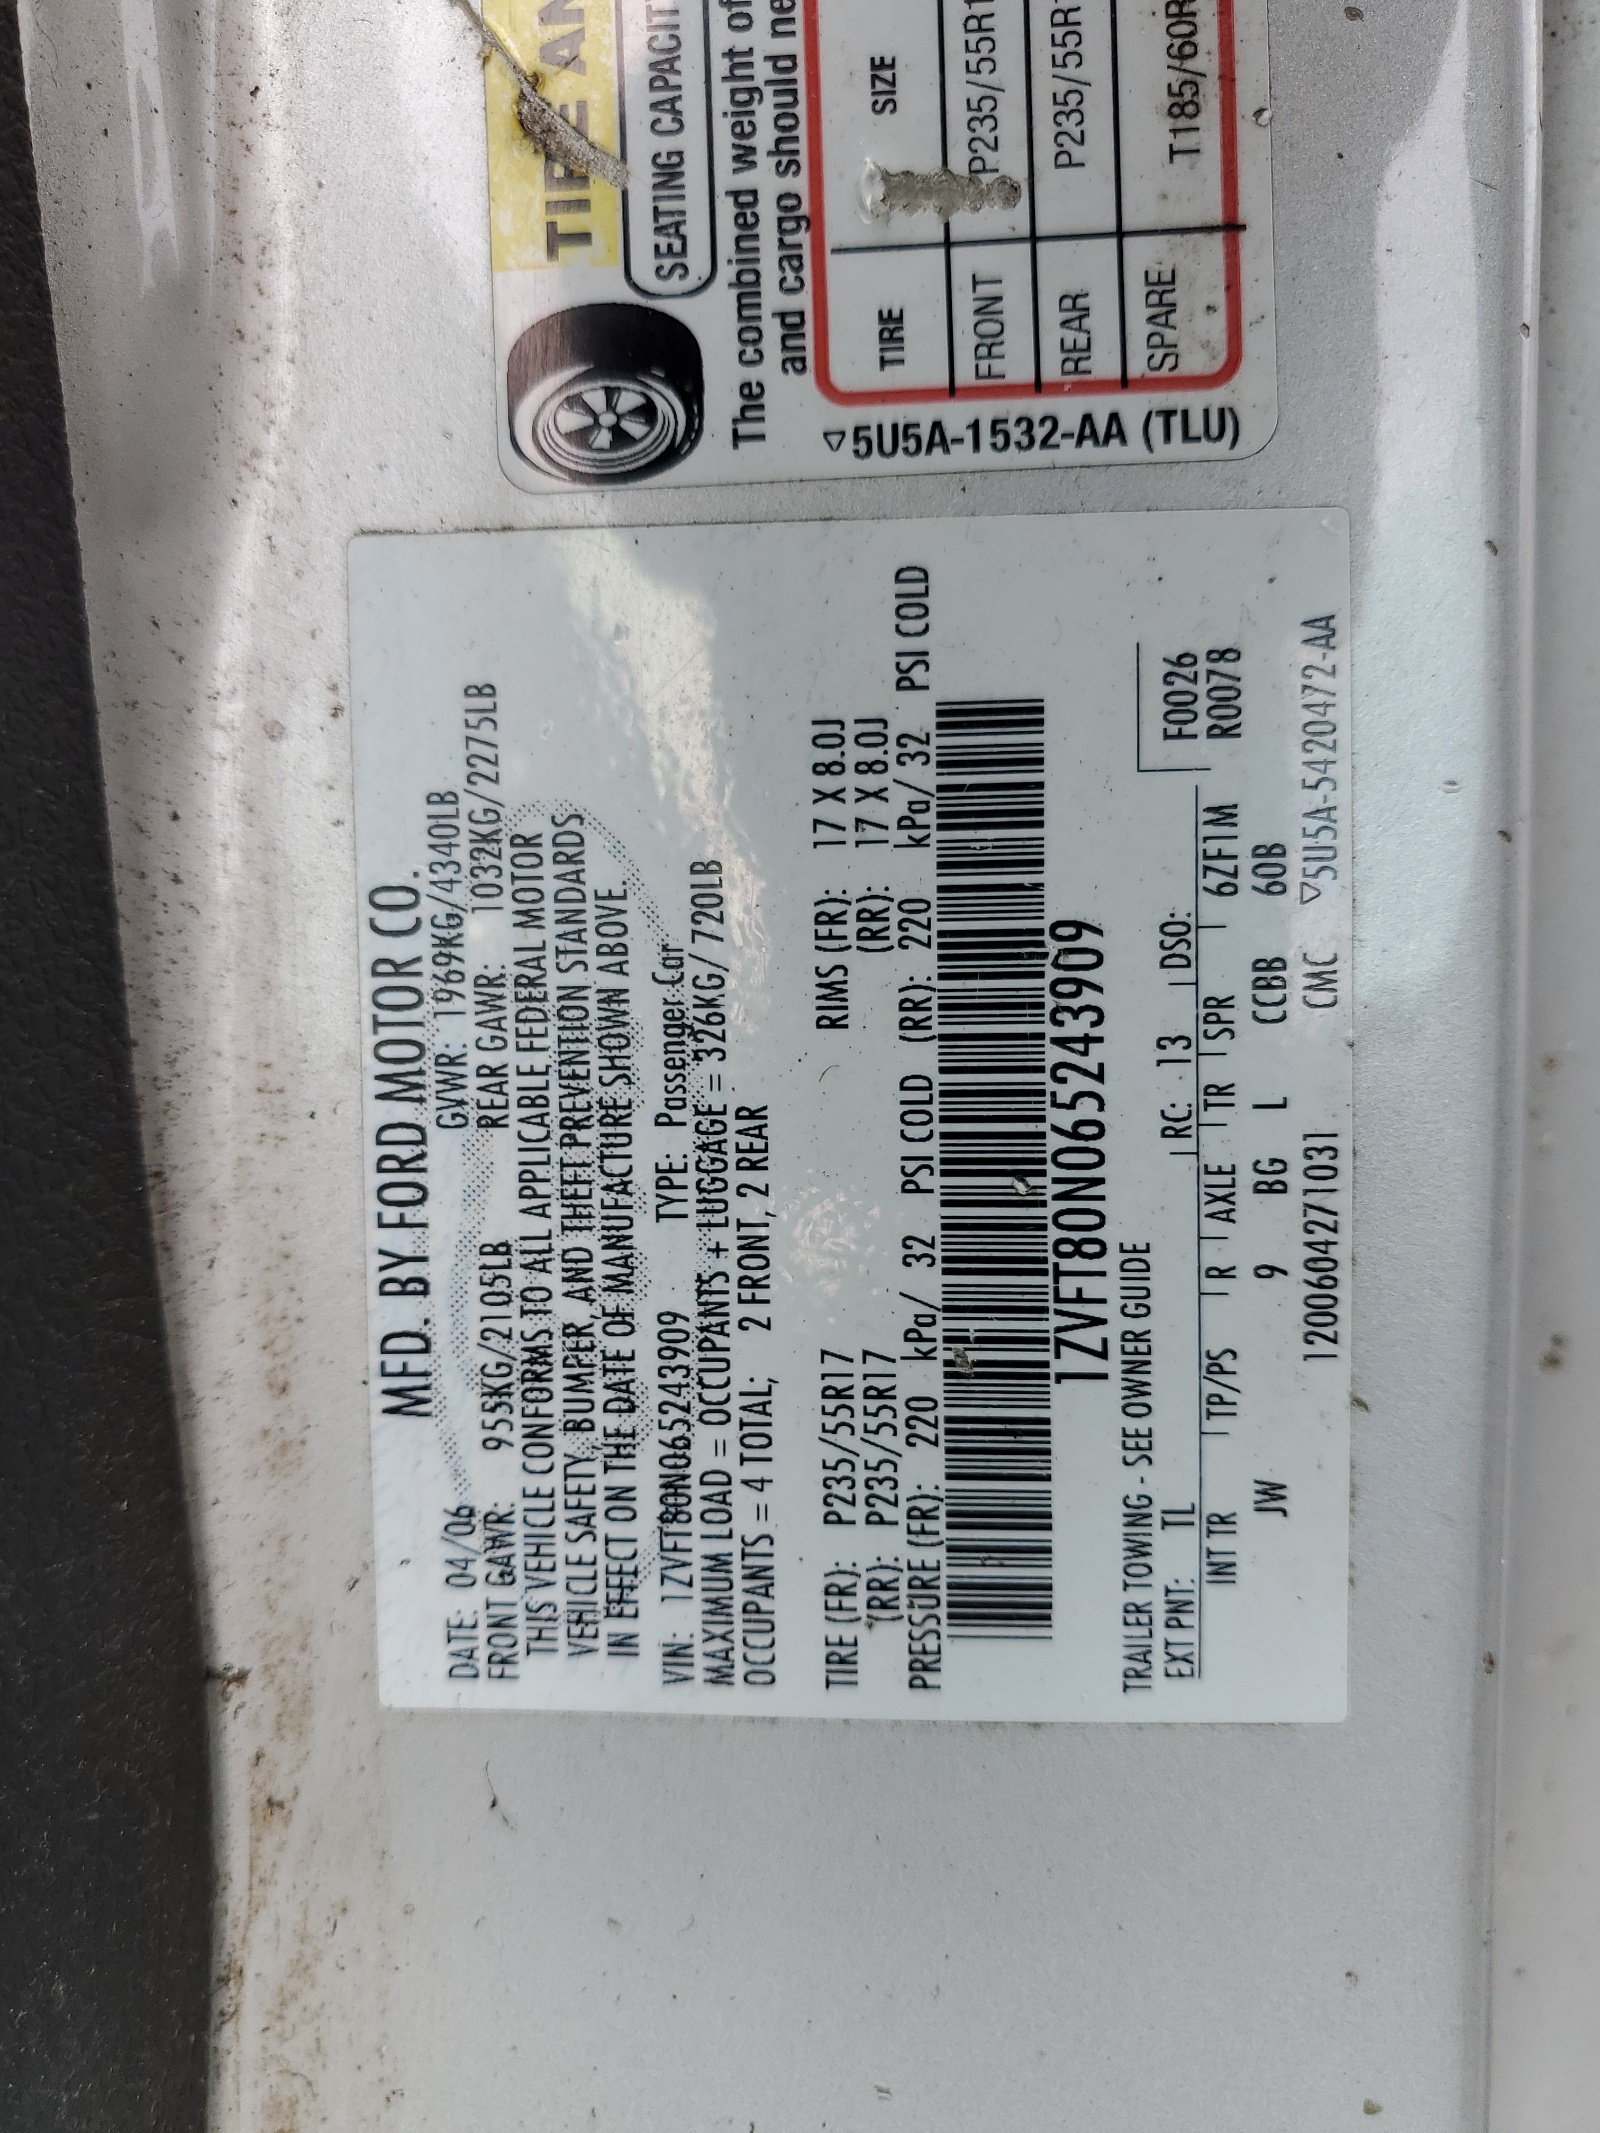 MFD. BY FORD MOTOR CO.
DATE: 04/06 GVWR: 1969KG/4340LB
FRONT GAWR: 955KG/2105LB REAR GAWR: 1032KG/2275LB
THIS VEHICLE CONFORMS TO ALL APPLICABLE FEDERAL MOTOR
VEHICLE SAFETY, BUMPER, AND THEFT PREVENTION STANDARDS
IN EFFECT ON THE DATE OF MANUFACTURE SHOWN ABOVE.
VIN: 1ZVFT80N065243909 TYPE: Passenger Car
MAXIMUM LOAD = OCCUPANTS + LUGGAGE = 326KG/720LB
OCCUPANTS = 4 TOTAL; 2 FRONT, 2 REAR
TIRE (FR): P235/55R17 RIMS (FR): 17 X 8.0J
(RR): P235/55R17 (RR): 17 X 8.0J
PRESSURE (FR): 220 kPa/ 32 PSI COLD (RR): 220 kPa/ 32 PSI COLD
1ZVFT80N065243909
TRAILER TOWING - SEE OWNER GUIDE
EXT PNT: TL RC: 13 DSO: F0026
INT TR TP/PS R AXLE TR SPR 6ZF1M R0078
JW 9 BG L CCBB 60B
12006042710311 CMC ▽5U5A-5420472-AA
TIRE AN
SEATING CAPACIT
The combined weight of
and cargo should ne
TIRE SIZE
FRONT P235/55R1
REAR P235/55R1
SPARE T185/60R
▽5U5A-1532-AA (TLU)